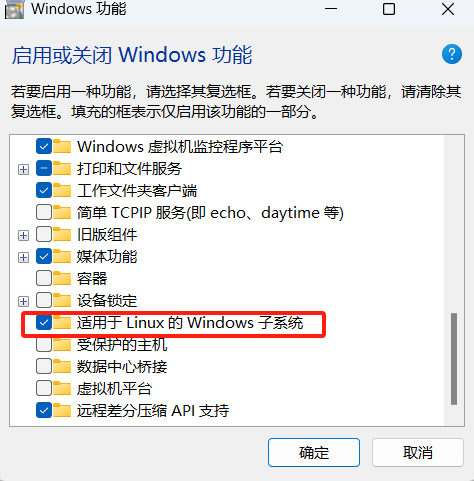 Windows 功能
启用或关闭 Windows 功能
若要启用一种功能，请选择其复选框。若要关闭一种功能，请清除其
复选框。填充的框表示仅启用该功能的一部分。
Windows 虚拟机监控程序平台
打印和文件服务
工作文件夹客户端
简单 TCPIP 服务(即 echo、daytime 等)
旧版组件
媒体功能
容器
设备锁定
适用于 Linux 的 Windows 子系统
受保护的主机
数据中心桥接
虚拟机平台
远程差分压缩 API 支持
确定 取消